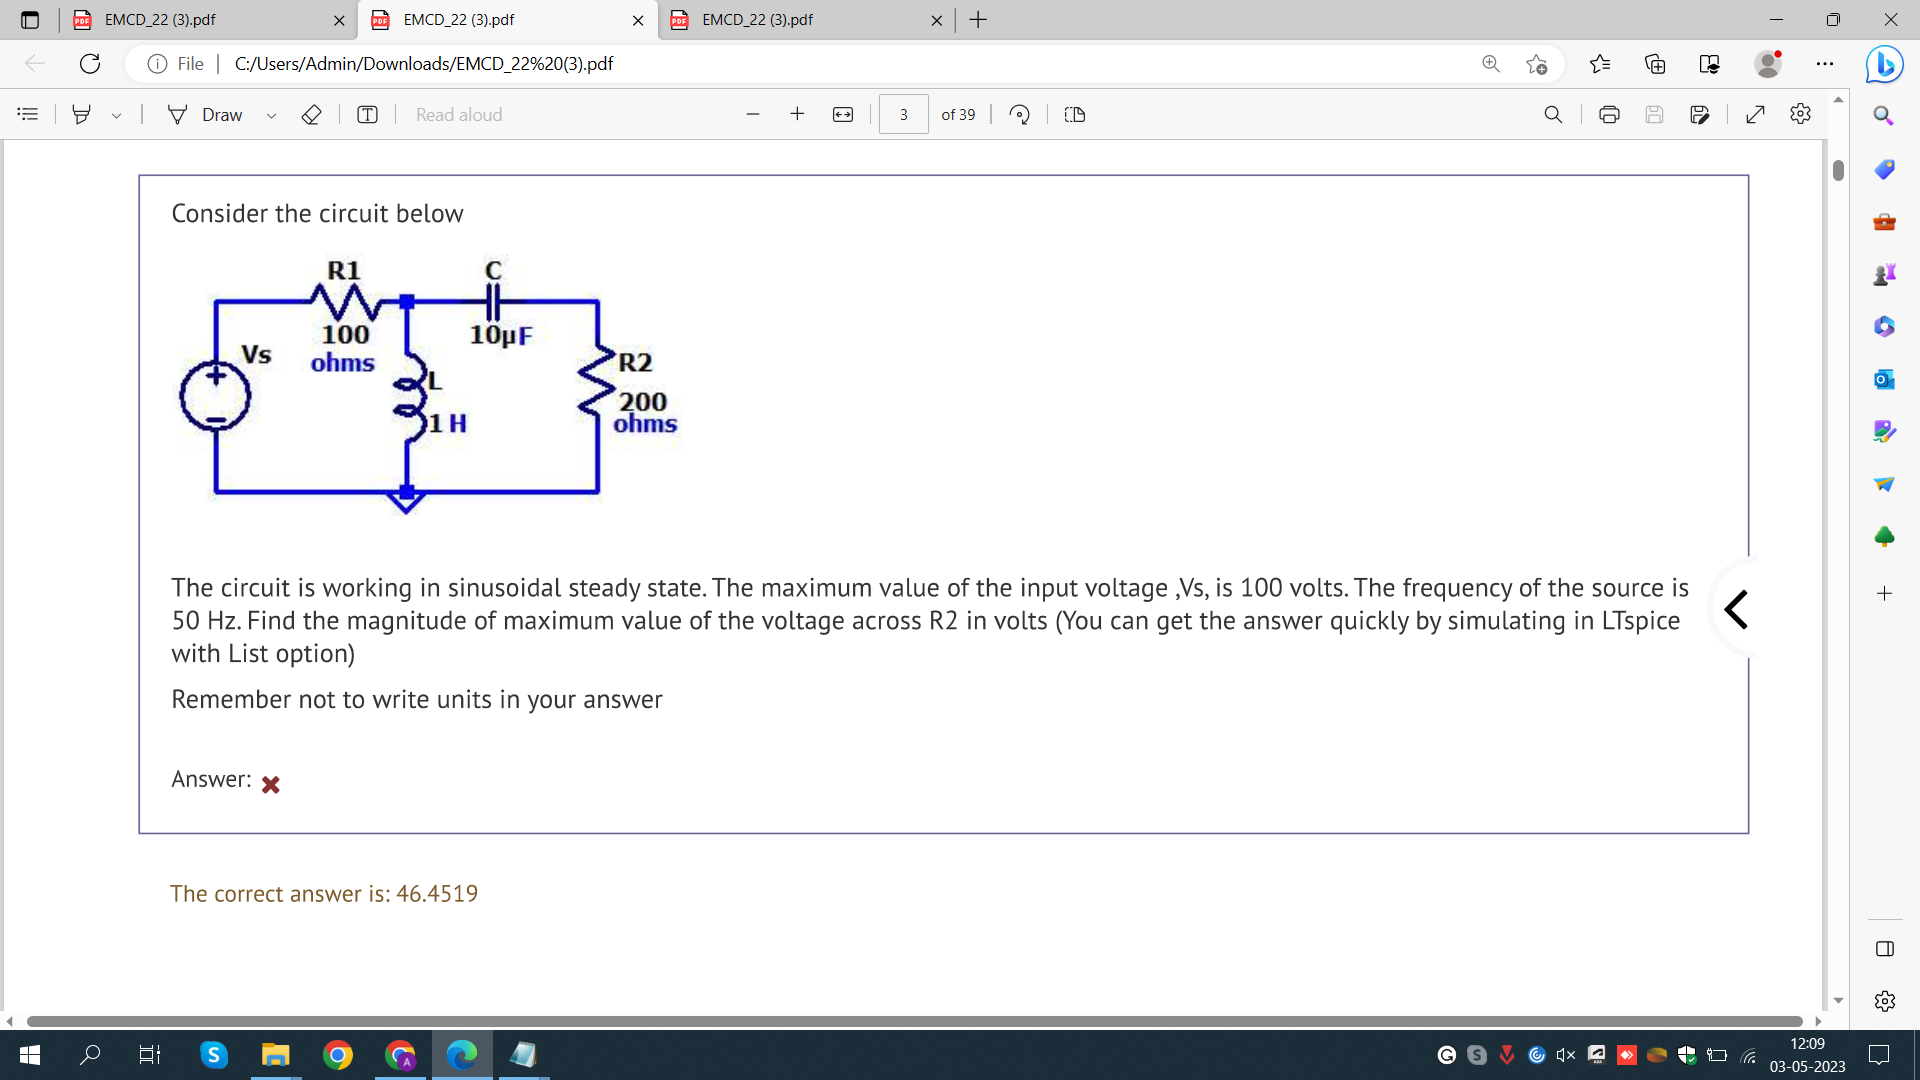 EMCD_22 (3).pdf
EMCD_22 (3).pdf
EMCD_22 (3).pdf
File
C:/Users/Admin/Downloads/EMCD_22%20(3).pdf
Draw
Read aloud
3
of 39
Consider the circuit below
R1
C
100
ohms
10µF
Vs
L
1 H
R2
200
ohms
The circuit is working in sinusoidal steady state. The maximum value of the input voltage ,Vs, is 100 volts. The frequency of the source is
50 Hz. Find the magnitude of maximum value of the voltage across R2 in volts (You can get the answer quickly by simulating in LTspice
with List option)
Remember not to write units in your answer
Answer:
The correct answer is: 46.4519
12:09
03-05-2023